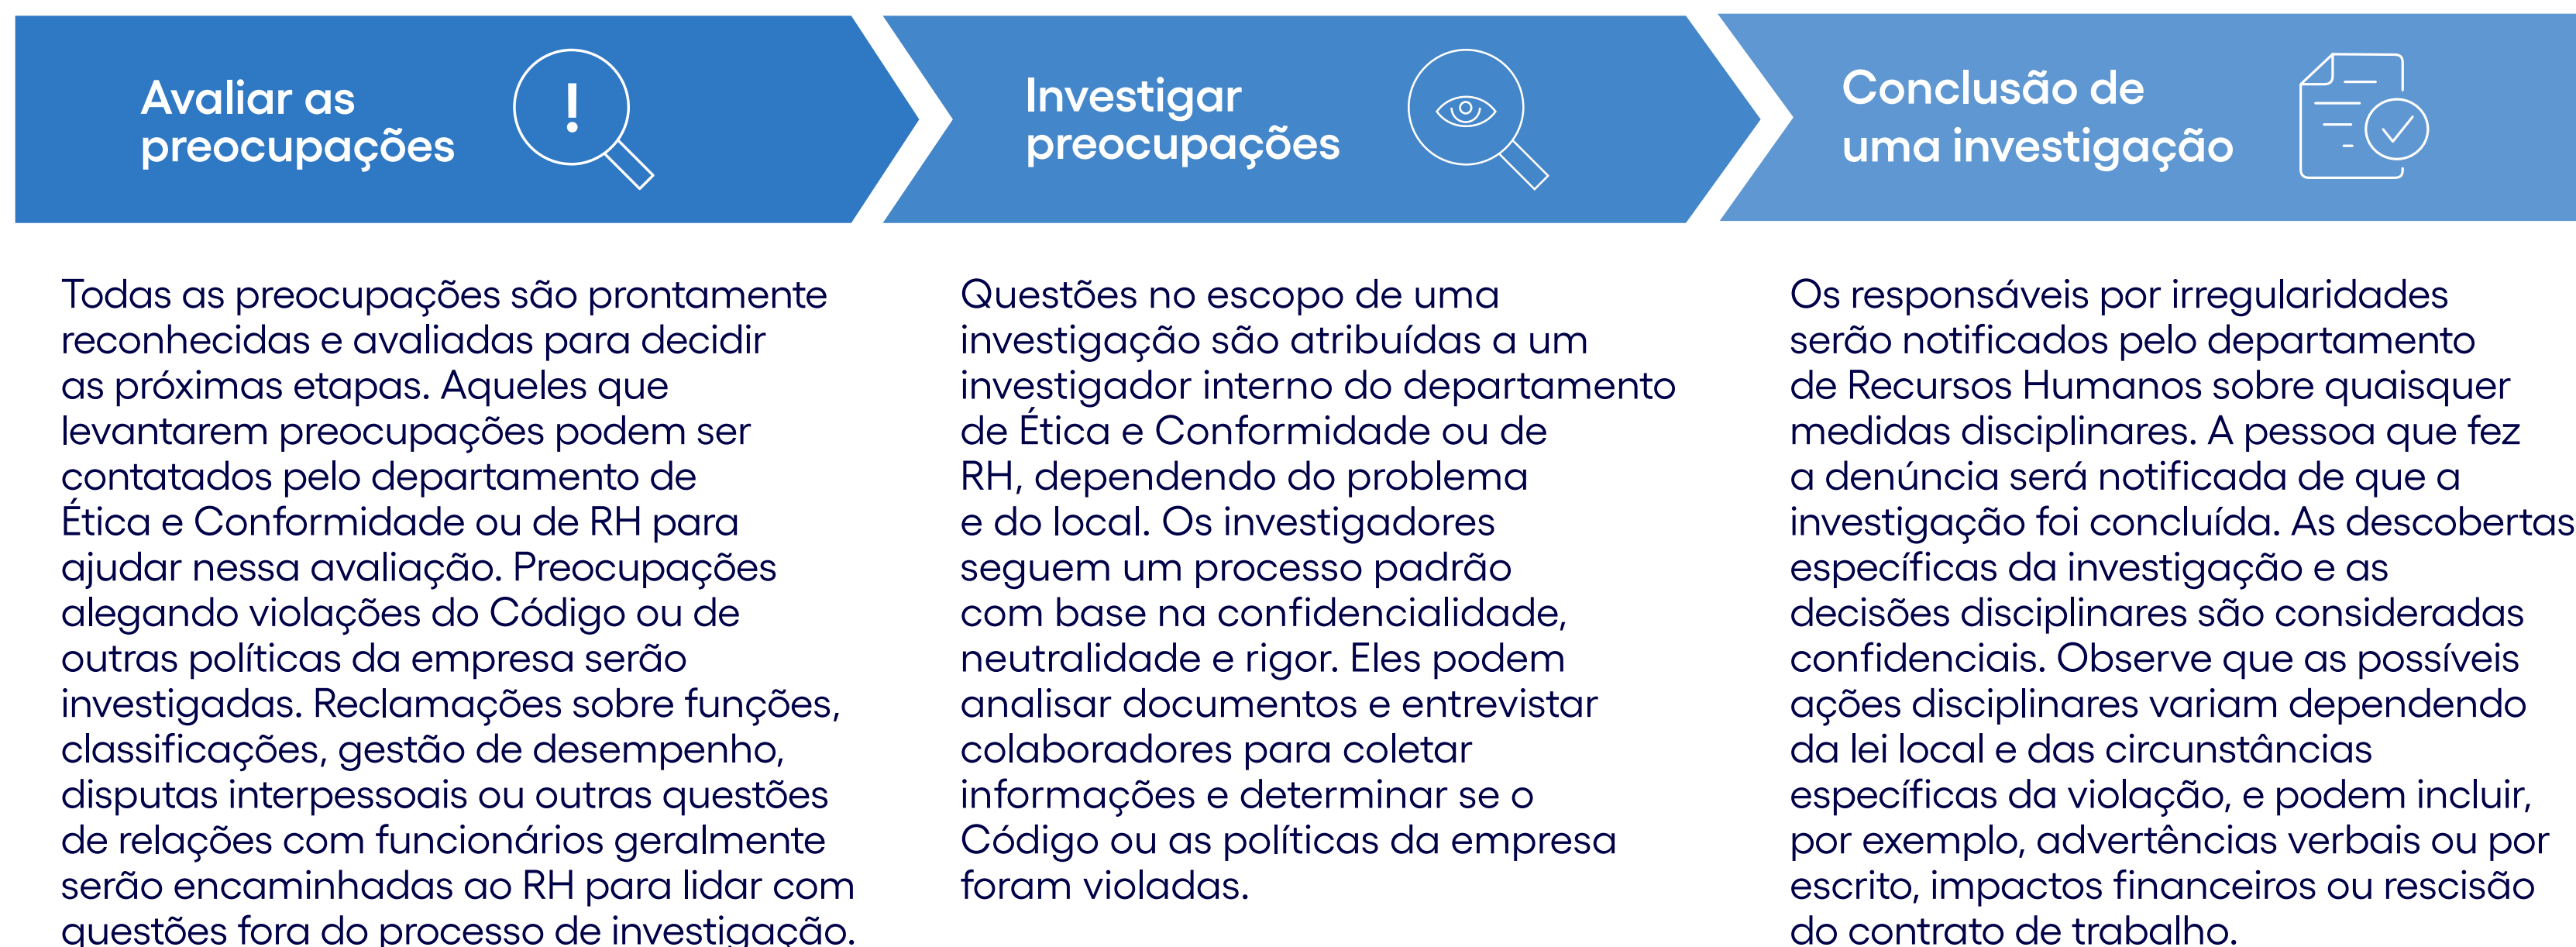 Avaliar as
preocupações
Todas as preocupações são prontamente
reconhecidas e avaliadas para decidir
as próximas etapas. Aqueles que
levantarem preocupações podem ser
contatados pelo departamento de
Ética e Conformidade ou de RH para
ajudar nessa avaliação. Preocupações
alegando violações do Código ou de
outras políticas da empresa serão
investigadas. Reclamações sobre funções,
classificações, gestão de desempenho,
disputas interpessoais ou outras questões
de relações com funcionários geralmente
serão encaminhadas ao RH para lidar com
questões fora do processo de investigação.
Investigar
preocupações
Questões no escopo de uma
investigação são atribuídas a um
investigador interno do departamento
de Ética e Conformidade ou de
RH, dependendo do problema
e do local. Os investigadores
seguem um processo padrão
com base na confidencialidade,
neutralidade e rigor. Eles podem
analisar documentos e entrevistar
colaboradores para coletar
informações e determinar se o
Código ou as políticas da empresa
foram violadas.
Conclusão de
uma investigação
Os responsáveis por irregularidades
serão notificados pelo departamento
de Recursos Humanos sobre quaisquer
medidas disciplinares. A pessoa que fez
a denúncia será notificada de que a
investigação foi concluída. As descobertas
específicas da investigação e as
decisões disciplinares são consideradas
confidenciais. Observe que as possíveis
ações disciplinares variam dependendo
da lei local e das circunstâncias
específicas da violação, e podem incluir,
por exemplo, advertências verbais ou por
escrito, impactos financeiros ou rescisão
do contrato de trabalho.